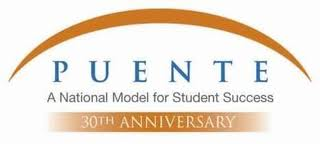 PUENTE
A National Model for Student Success
30TH ANNIVERSARY